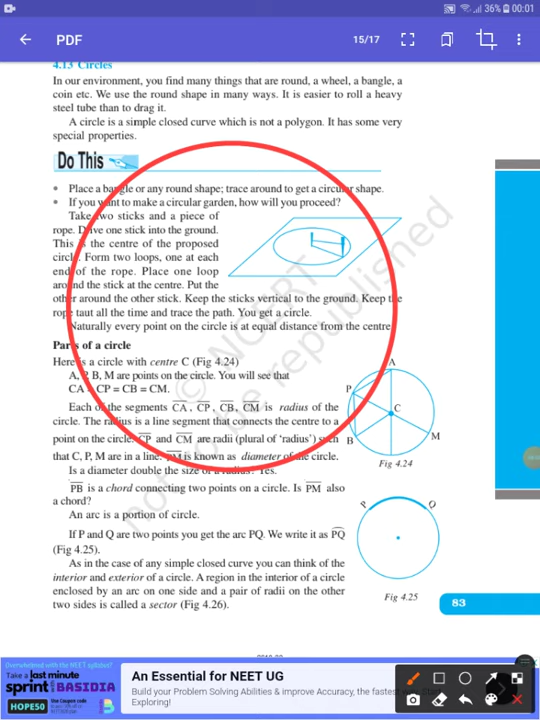 36% 00:01
PDF 15/17
4.13 Circles
In our environment, you find many things that are round, a wheel, a bangle, a
coin etc. We use the round shape in many ways. It is easier to roll a heavy
steel tube than to drag it.
A circle is a simple closed curve which is not a polygon. It has some very
special properties.
Do This
• Place a bangle or any round shape; trace around to get a circular shape.
• If you want to make a circular garden, how will you proceed?
Take two sticks and a piece of
rope. Drive one stick into the ground.
This is the centre of the proposed
circle. Form two loops, one at each
end of the rope. Place one loop
around the stick at the centre. Put the
other around the other stick. Keep the sticks vertical to the ground. Keep the
rope taut all the time and trace the path. You get a circle.
Naturally every point on the circle is at equal distance from the centre.
Parts of a circle
Here is a circle with centre C (Fig 4.24)
A, P, B, M are points on the circle. You will see that
CA = CP = CB = CM.
Each of the segments CA, CP, CB, CM is radius of the
circle. The radius is a line segment that connects the centre to a
point on the circle. CP and CM are radii (plural of ‘radius’) such
that C, P, M are in a line. PM is known as diameter of the circle.
Is a diameter double the size of a radius? Yes.
PB is a chord connecting two points on a circle. Is PM also
a chord?
An arc is a portion of circle.
If P and Q are two points you get the arc PQ. We write it as PQ
(Fig 4.25).
As in the case of any simple closed curve you can think of the
interior and exterior of a circle. A region in the interior of a circle
enclosed by an arc on one side and a pair of radii on the other
two sides is called a sector (Fig 4.26).
A
P
C
B
M
Fig 4.24
P
Q
Fig 4.25
83
© NCERT
not to be republished
Overwhelmed with the NEET syllabus?
Take a last minute
sprint BASIDIA
HOPE50
Use Coupon code
An Essential for NEET UG
Build your Problem Solving Abilities & improve Accuracy, the fastest way. Start
Exploring!